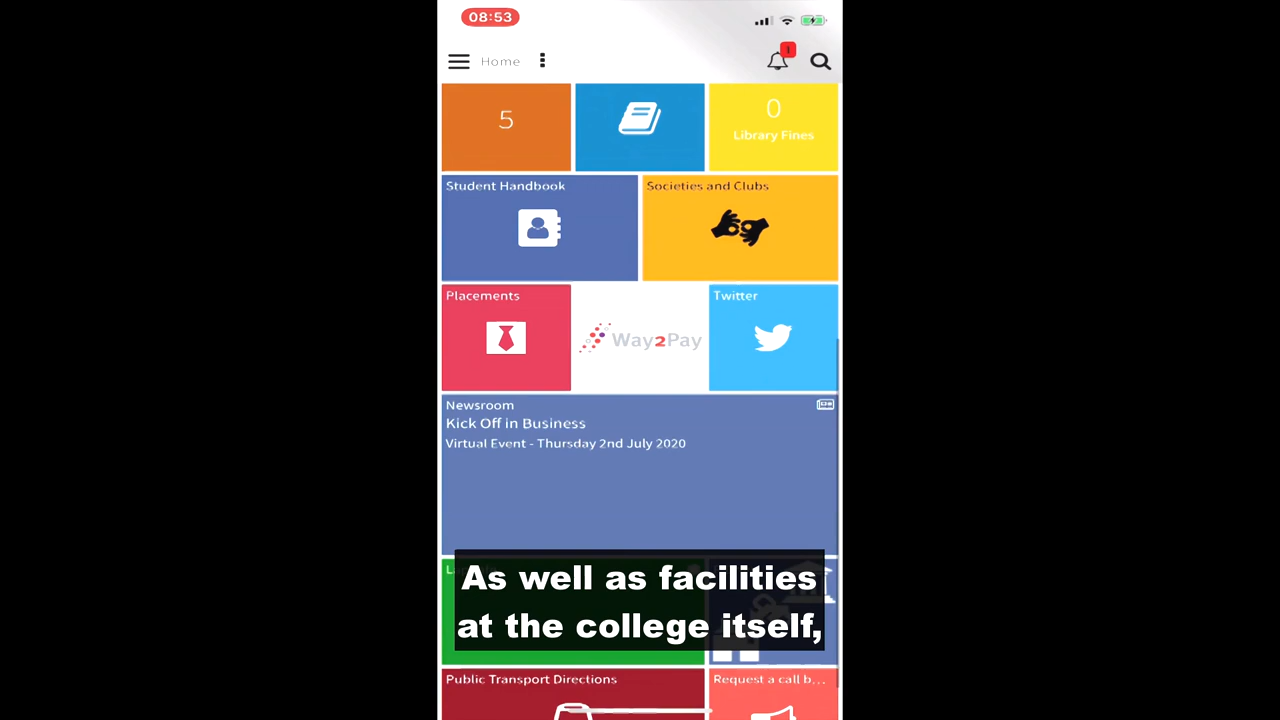 08:53
Home
1
5
0
Library Fines
Student Handbook
Societies and Clubs
Placements
Way2Pay
Twitter
Newsroom
Kick Off in Business
Virtual Event - Thursday 2nd July 2020
As well as facilities
at the college itself,
Public Transport Directions
Request a call b...